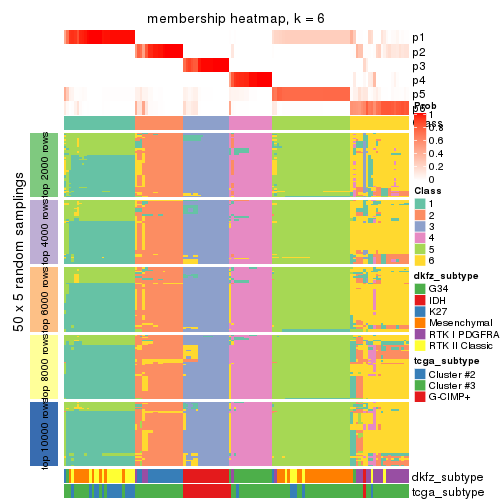 membership heatmap, k = 6
p1
p2
p3
p4
p5
p6
Class
Prob
1
0.8
0.6
0.4
0.2
0
Class
1
2
3
4
5
6
dkfz_subtype
G34
IDH
K27
Mesenchymal
RTK I PDGFRA
RTK II Classic
tcga_subtype
Cluster #2
Cluster #3
G-CIMP+
50 x 5 random samplings
top 2000 rows
top 4000 rows
top 6000 rows
top 8000 rows
top 10000 rows
dkfz_subtype
tcga_subtype